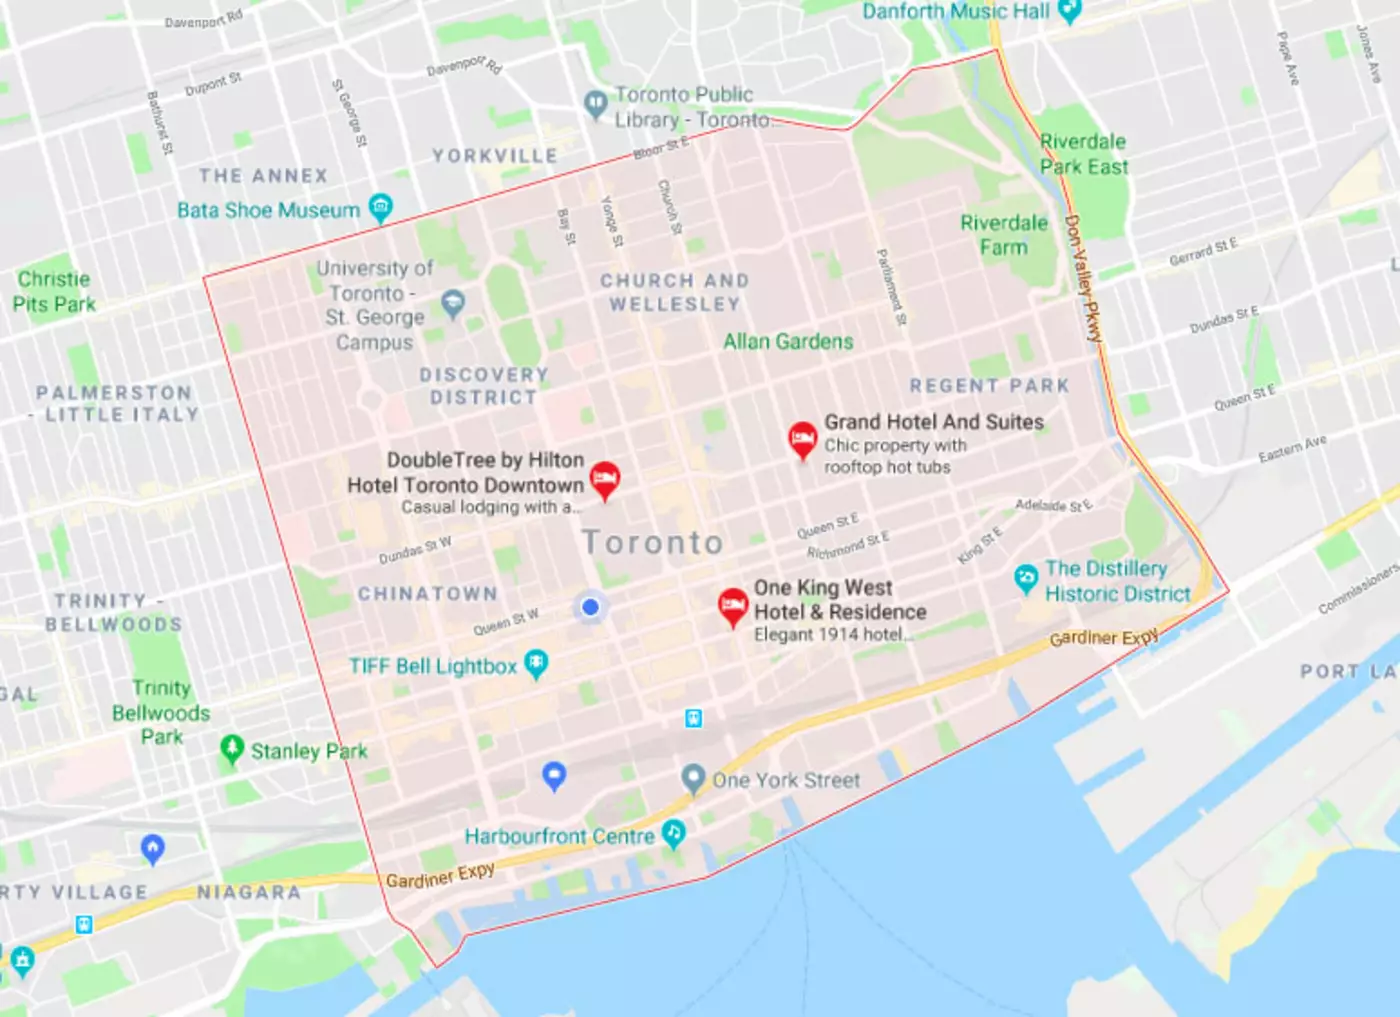 Danforth Music Hall
Davenport Rd
Pape Ave
Jones Ave
Davenport Rd
Dupont St
St George St
Bathurst St
Toronto Public
Library - Toronto...
Bloor St E
Riverdale
Park East
YORKVILLE
THE ANNEX
Bata Shoe Museum
Bay St
Yonge St
Church St
Riverdale
Farm
Don Valley Pkwy
Gerrard St E
Parliament St
Christie
Pits Park
University of
Toronto -
St. George
Campus
CHURCH AND
WELLESLEY
Dundas St E
Allan Gardens
DISCOVERY
DISTRICT
REGENT PARK
PALMERSTON
- LITTLE ITALY
Queen St E
Grand Hotel And Suites
Chic property with
rooftop hot tubs
Eastern Ave
DoubleTree by Hilton
Hotel Toronto Downtown
Casual lodging with a...
Adelaide St E
Queen St E
Richmond St E
King St E
Toronto
Dundas St W
The Distillery
Historic District
CHINATOWN
One King West
Hotel & Residence
Elegant 1914 hotel...
Commissioners
TRINITY -
BELLWOODS
Queen St W
Gardiner Expy
TIFF Bell Lightbox
PORT LA
GAL
Trinity
Bellwoods
Park
Stanley Park
One York Street
Harbourfront Centre
Gardiner Expy
RTY VILLAGE
NIAGARA
L